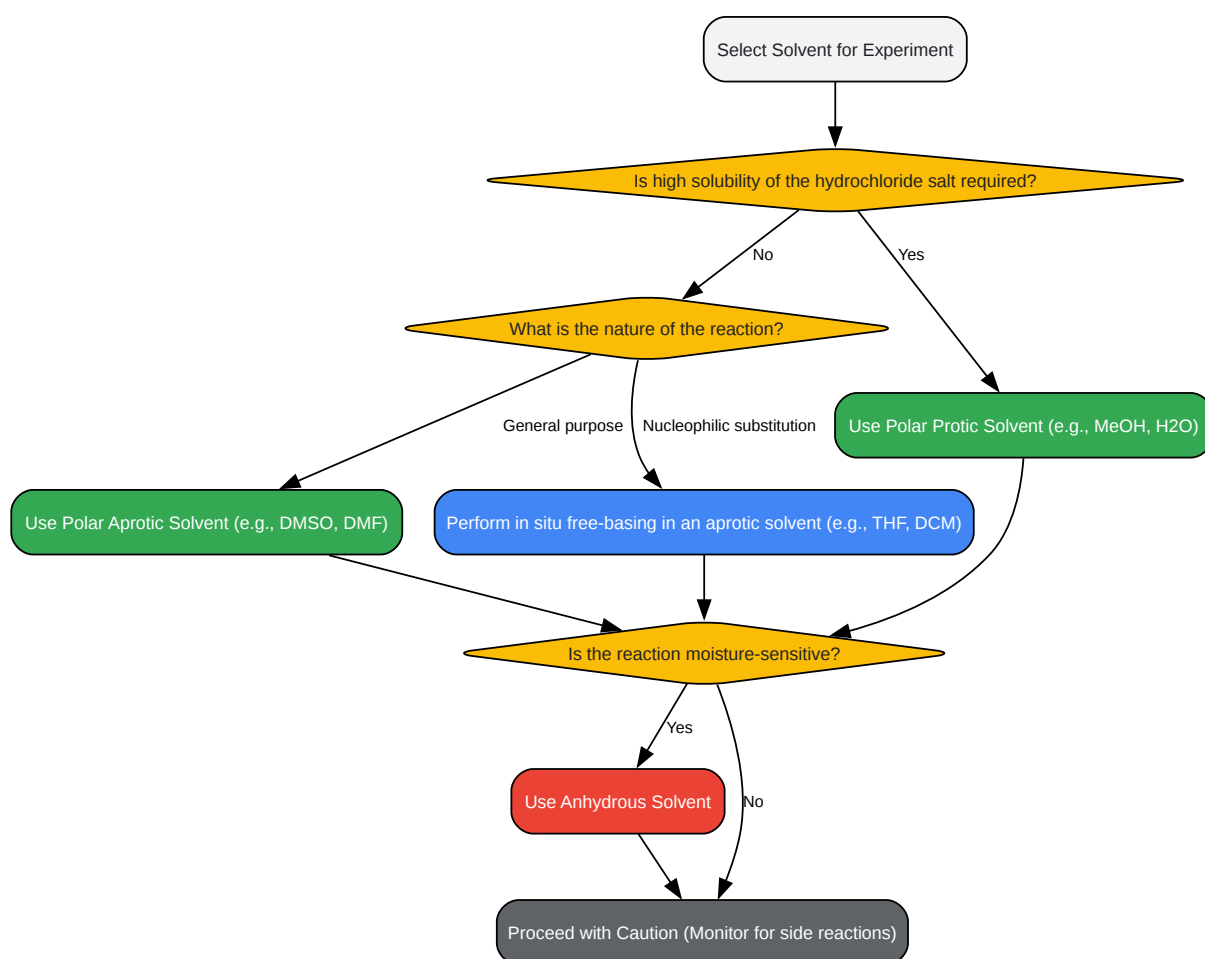 Select Solvent for Experiment
Is high solubility of the hydrochloride salt required?
No
Yes
What is the nature of the reaction?
General purpose
Nucleophilic substitution
Use Polar Protic Solvent (e.g., MeOH, H2O)
Use Polar Aprotic Solvent (e.g., DMSO, DMF)
Perform in situ free-basing in an aprotic solvent (e.g., THF, DCM)
Is the reaction moisture-sensitive?
Yes
Use Anhydrous Solvent
No
Proceed with Caution (Monitor for side reactions)